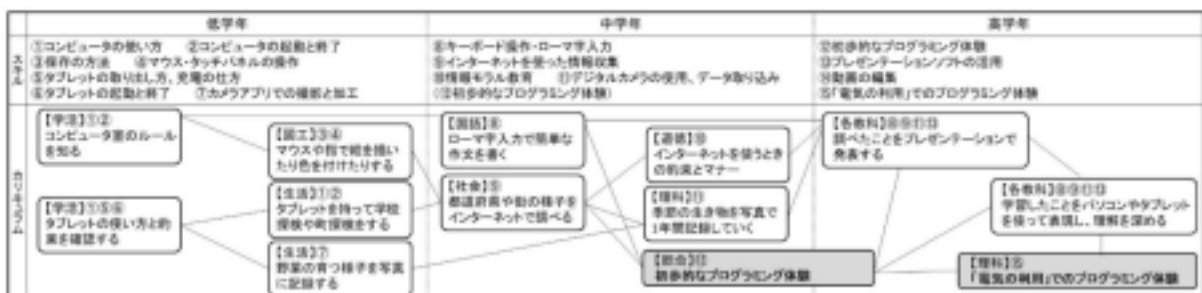 低学年
中学年
高学年
スキル
①コンピュータの使い方 ②コンピュータの起動と終了
③保存の方法 ④マウス・タッチパネルの操作
⑤タブレットの取り出し方、充電の仕方
⑥タブレットの起動と終了 ⑦カメラアプリでの撮影と加工
⑧キーボード操作・ローマ字入力
⑨インターネットを使った情報収集
⑩情報モラル教育 ⑪デジタルカメラの使用、データ取り込み
(⑫初歩的なプログラミング体験)
⑫初歩的なプログラミング体験
⑬プレゼンテーションソフトの活用
⑭動画の編集
⑮「電気の利用」でのプログラミング体験
カリキュラム
【学活】①②
コンピュータ室のルール
を知る
【学活】①⑤⑥
タブレットの使い方と約
束を確認する
【図工】③④
マウスや指で絵を描い
たり色を付けたりする
【生活】①②
タブレットを持って学校
探検や町探検をする
【生活】⑦
野菜の育つ様子を写真
に記録する
【国語】⑧
ローマ字入力で簡単な
作文を書く
【社会】⑨
都道府県や街の様子を
インターネットで調べる
【道徳】⑩
インターネットを使うとき
の約束とマナー
【理科】⑪
季節の生き物を写真で
1年間記録していく
【総合】⑫
初歩的なプログラミング体験
【各教科】⑧⑨⑪⑬
調べたことをプレゼンテーションで
発表する
【各教科】⑧⑨⑪⑬
学習したことをパソコンやタブレット
を使って表現し、理解を深める
【理科】⑮
「電気の利用」でのプログラミング体験